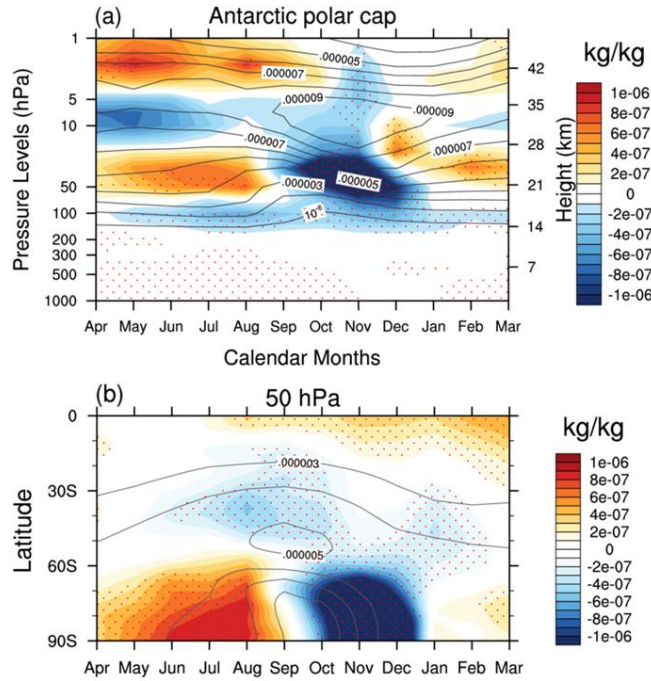 (a) Antarctic polar cap
kg/kg
Pressure Levels (hPa)
1
5
10
50
100
200
300
500
1000
.000005
.000007
.000009
.000009
.000007
.000007
.000003
.000005
10⁻⁶
42
35
28
21
14
7
Height (km)
1e-06
8e-07
6e-07
4e-07
2e-07
0
-2e-07
-4e-07
-6e-07
-8e-07
-1e-06
Apr May Jun Jul Aug Sep Oct Nov Dec Jan Feb Mar
Calendar Months
(b) 50 hPa
kg/kg
Latitude
0
30S
60S
90S
.000003
.000005
1e-06
8e-07
6e-07
4e-07
2e-07
0
-2e-07
-4e-07
-6e-07
-8e-07
-1e-06
Apr May Jun Jul Aug Sep Oct Nov Dec Jan Feb Mar